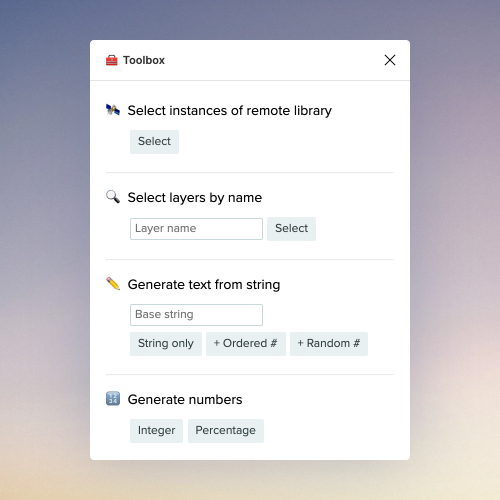 Toolbox
Select instances of remote library
Select
Select layers by name
Layer name Select
Generate text from string
Base string
String only + Ordered # + Random #
Generate numbers
Integer Percentage